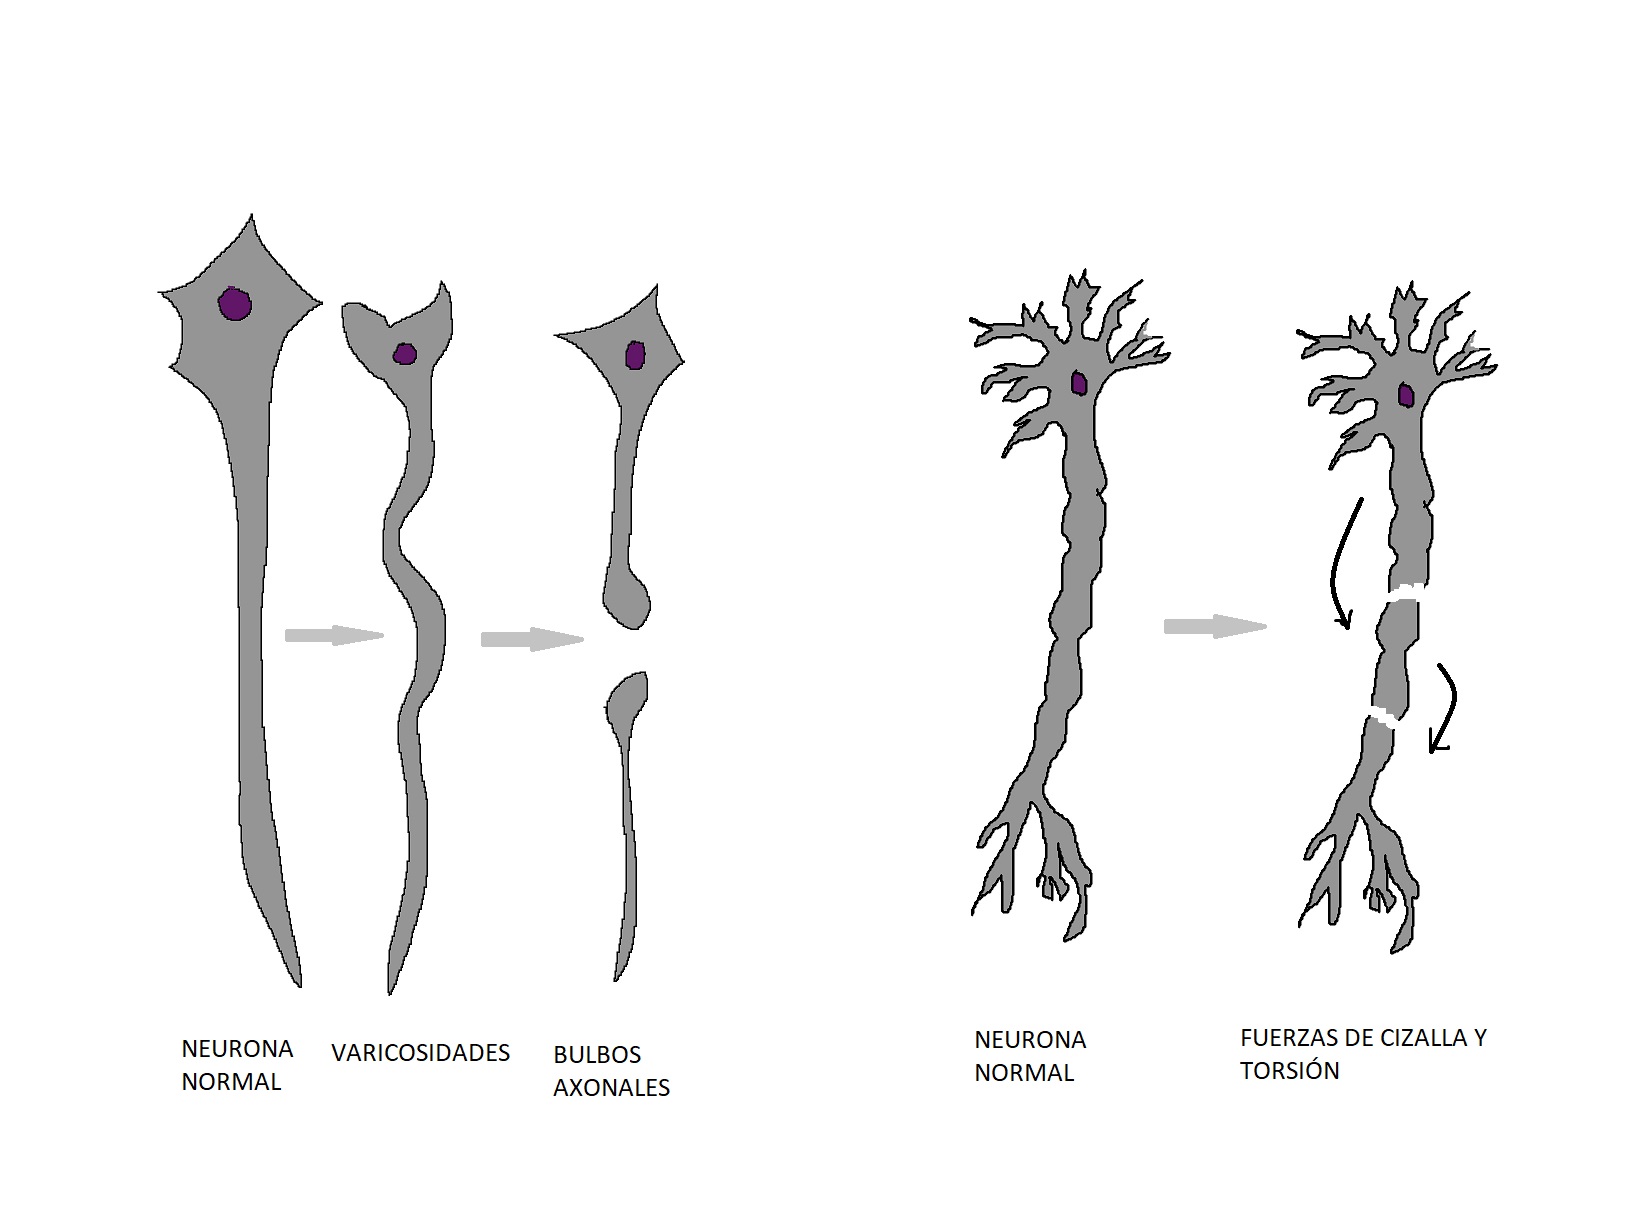 NEURONA
NORMAL
VARICOSIDADES
BULBOS
AXONALES
NEURONA
NORMAL
FUERZAS DE CIZALLA Y
TORSIÓN